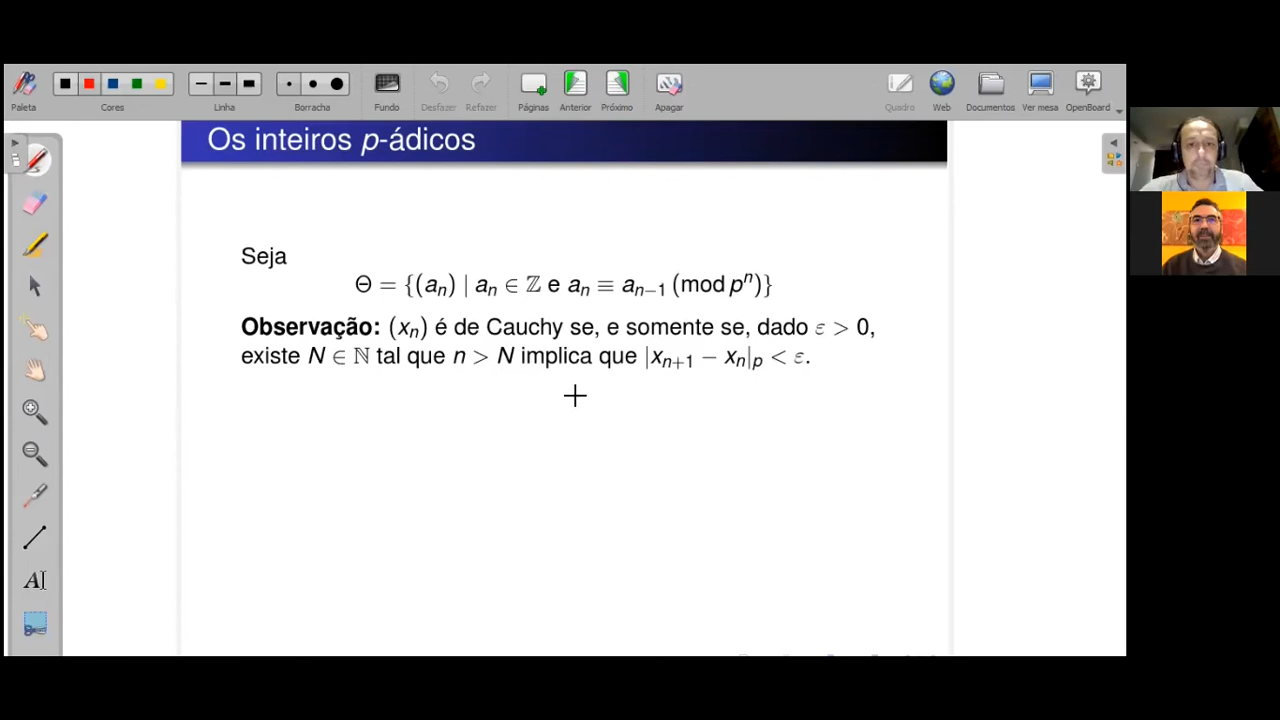 Paleta Cores Linha Borracha Fundo Desfazer Refazer Páginas Anterior Próximo Apagar Quadro Web Documentos Ver mesa OpenBoard
Os inteiros p-ádicos
Seja
Θ = {(aₙ) | aₙ ∈ ℤ e aₙ ≡ aₙ₋₁ (mod pⁿ)}
Observação: (xₙ) é de Cauchy se, e somente se, dado ε > 0,
existe N ∈ ℕ tal que n > N implica que |xₙ₊₁ − xₙ|ₚ < ε.
A